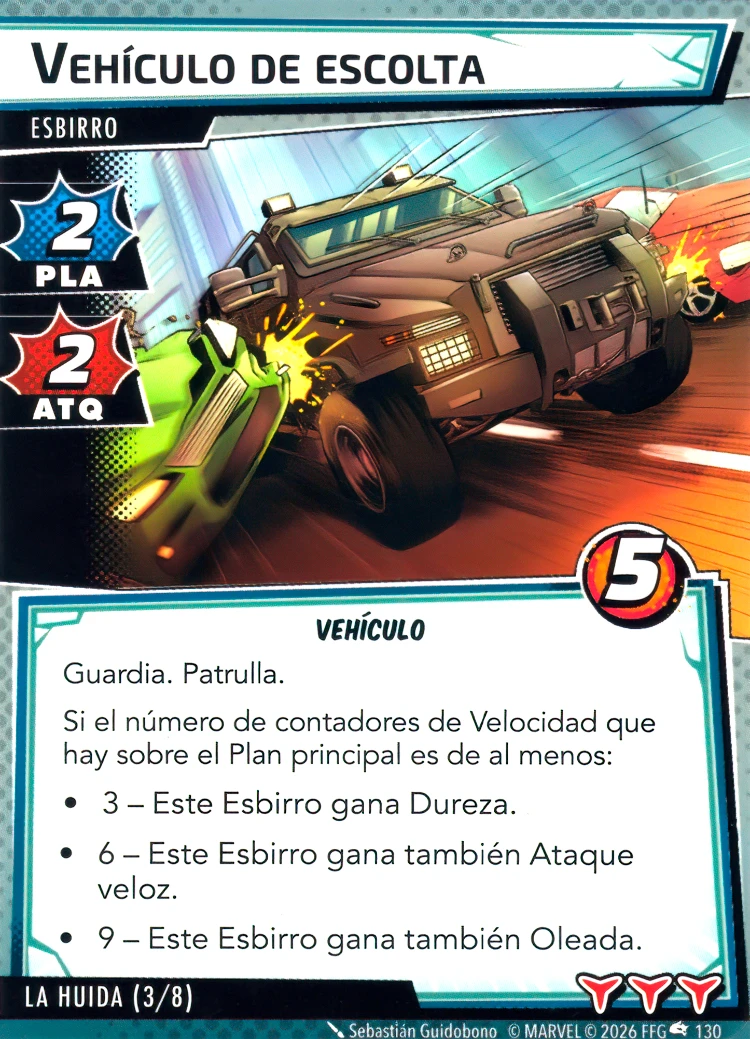 VEHÍCULO DE ESCOLTA
ESBIRRO
2
PLA
2
ATQ
5
VEHÍCULO
Guardia. Patrulla.
Si el número de contadores de Velocidad que
hay sobre el Plan principal es de al menos:
• 3 – Este Esbirro gana Dureza.
• 6 – Este Esbirro gana también Ataque
veloz.
• 9 – Este Esbirro gana también Oleada.
LA HUIDA (3/8)
Sebastián Guidobono © MARVEL © 2026 FFG 130